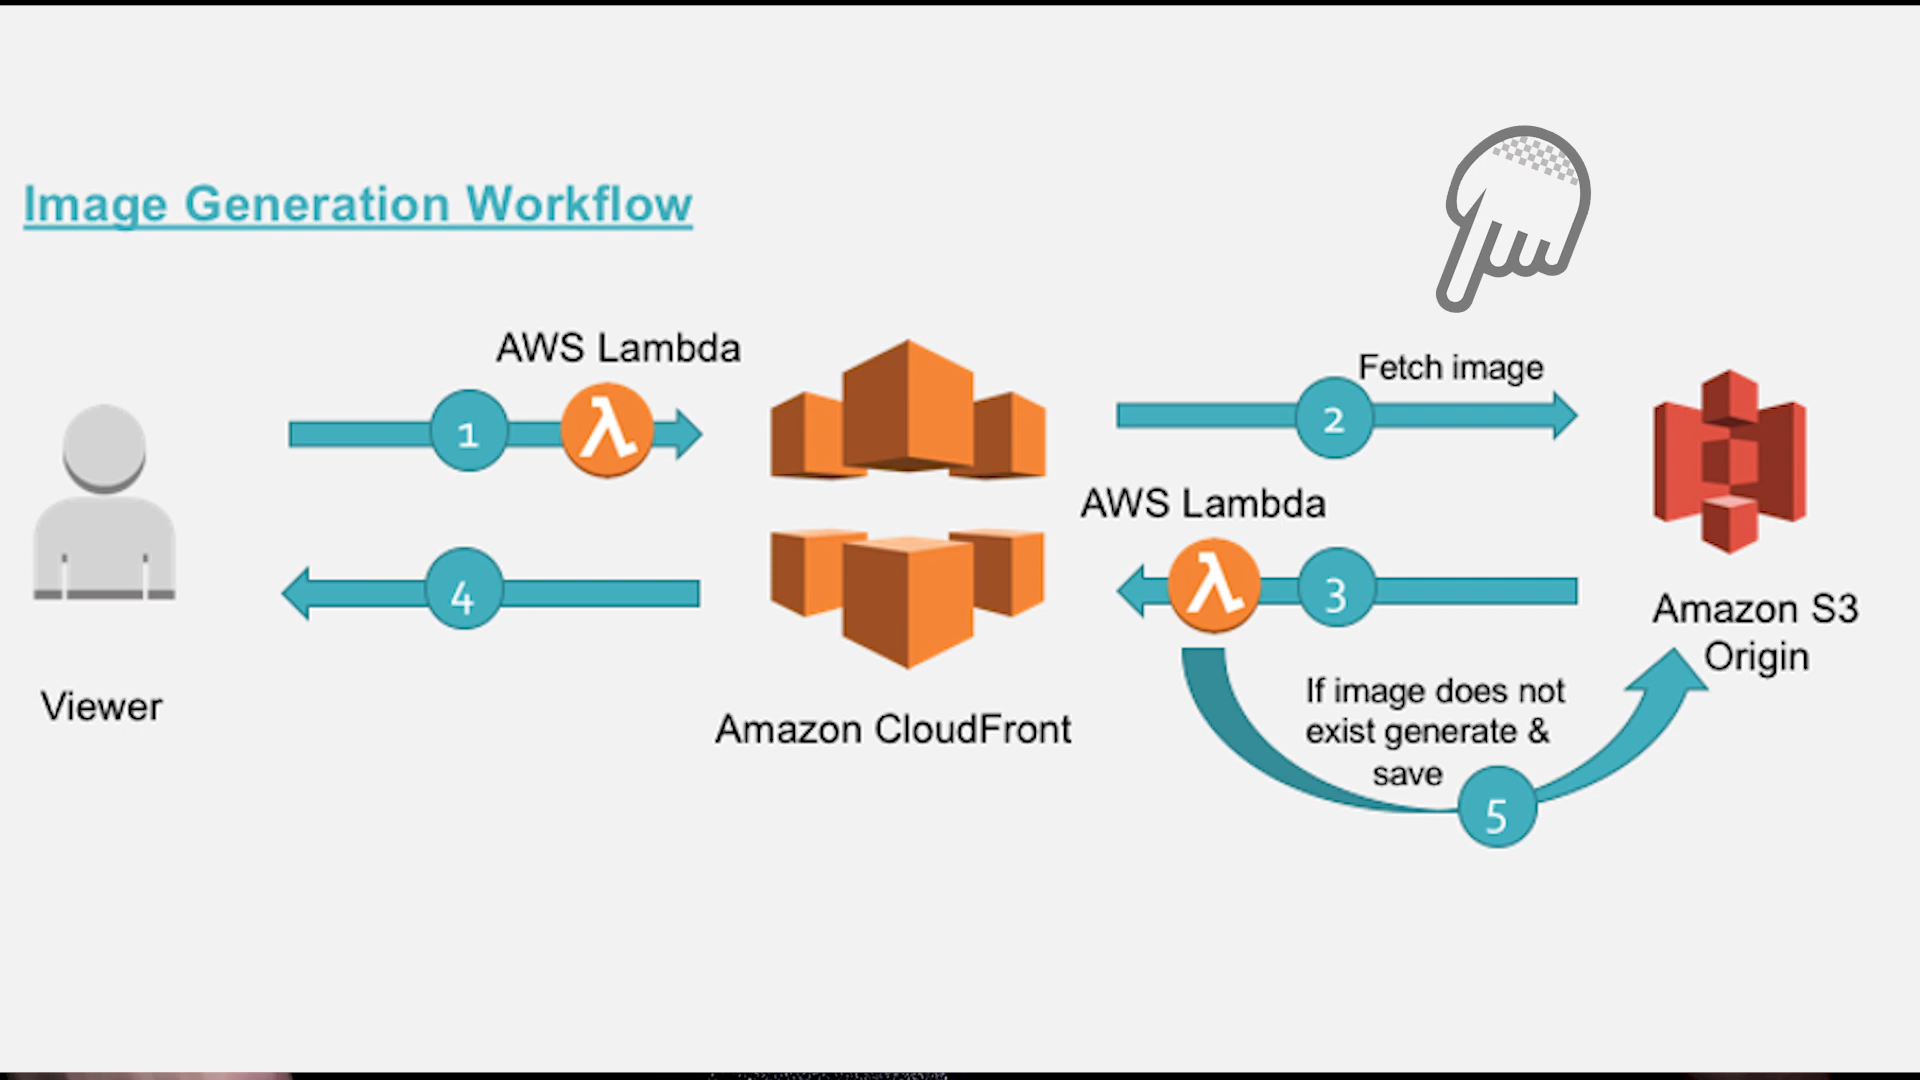 Image Generation Workflow
AWS Lambda
1
λ
Fetch image
2
AWS Lambda
λ
3
4
Viewer
Amazon CloudFront
Amazon S3
Origin
If image does not
exist generate &
save
5